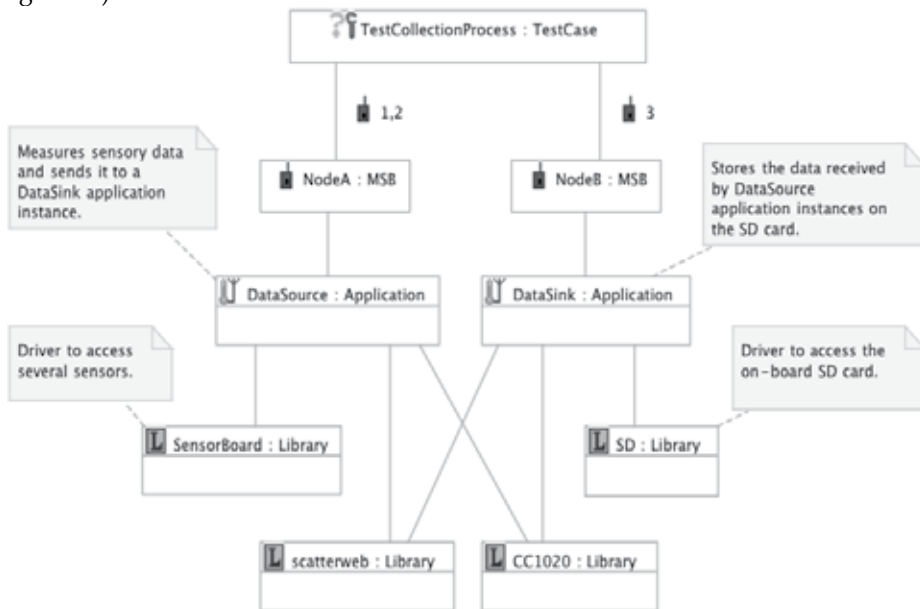 TestCollectionProcess : TestCase
1,2
3
Measures sensory data
and sends it to a
DataSink application
instance.
NodeA : MSB
NodeB : MSB
Stores the data received
by DataSource
application instances on
the SD card.
DataSource : Application
DataSink : Application
Driver to access
several sensors.
Driver to access the
on-board SD card.
L SensorBoard : Library
L SD : Library
L scatterweb : Library
L CC1020 : Library